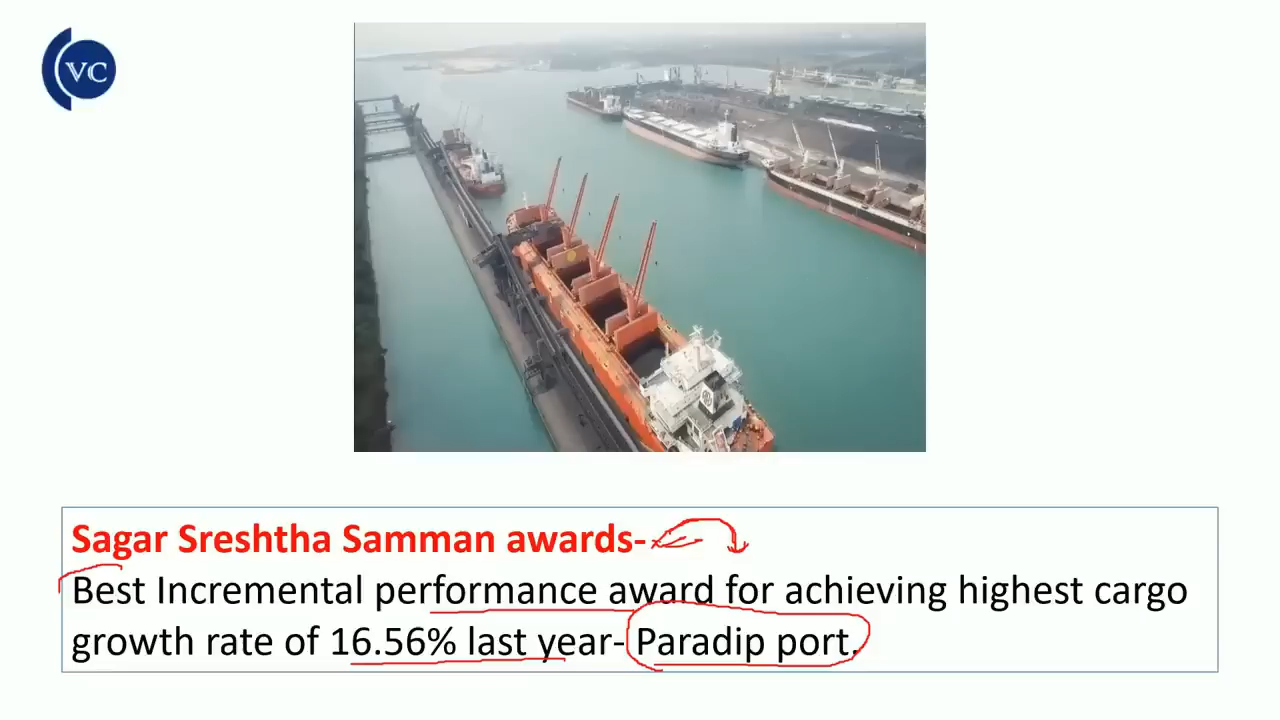 VC
Sagar Sreshtha Samman awards-
Best Incremental performance award for achieving highest cargo
growth rate of 16.56% last year- Paradip port.